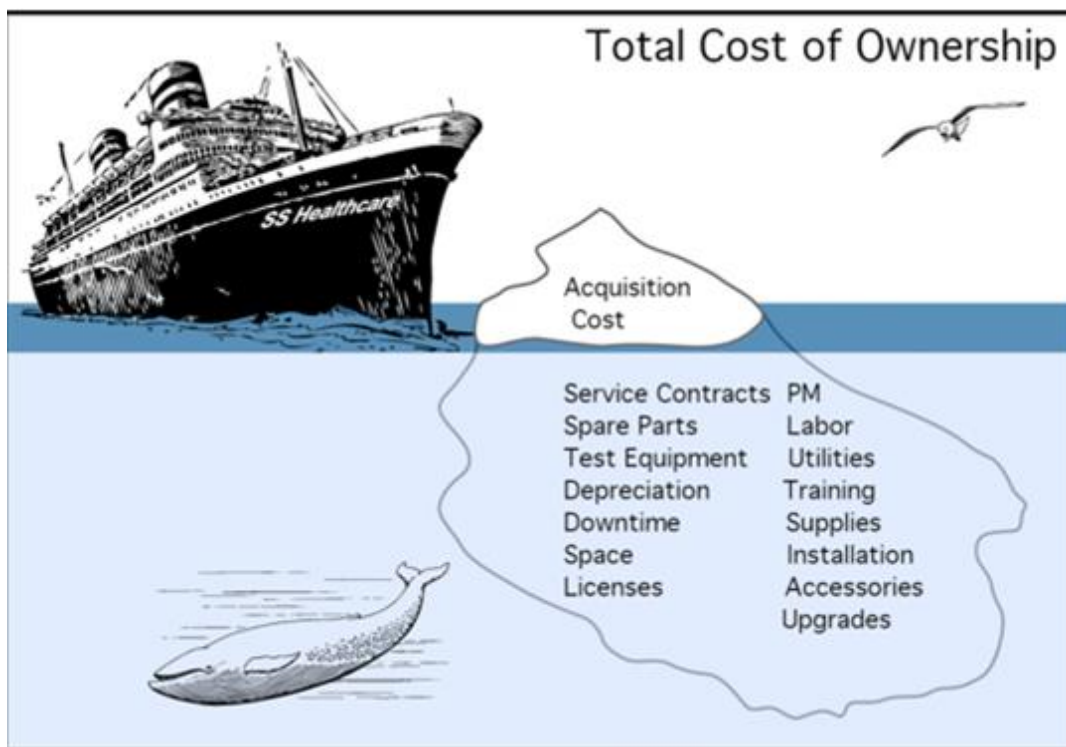 Total Cost of Ownership
SS Healthcare
Acquisition
Cost
Service Contracts PM
Spare Parts Labor
Test Equipment Utilities
Depreciation Training
Downtime Supplies
Space Installation
Licenses Accessories
Upgrades